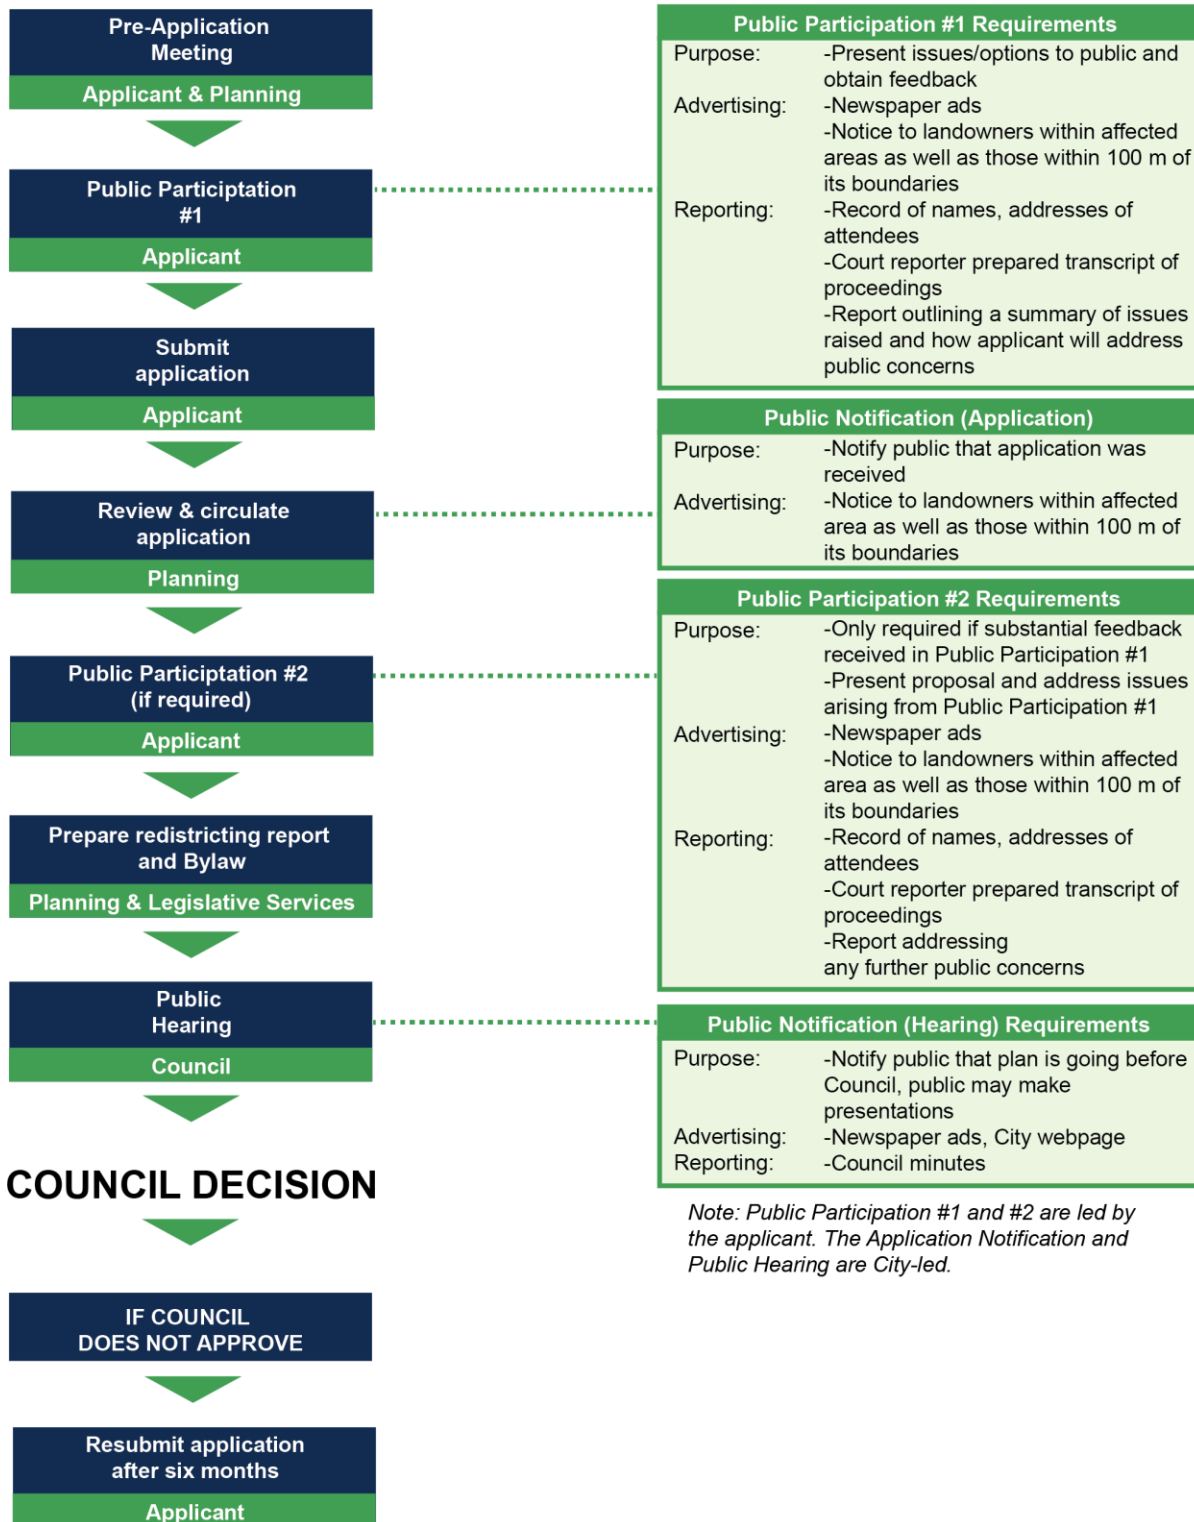 Pre-Application
Meeting
Applicant & Planning
Public Participtation
#1
Applicant
Submit
application
Applicant
Review & circulate
application
Planning
Public Participtation #2
(if required)
Applicant
Prepare redistricting report
and Bylaw
Planning & Legislative Services
Public
Hearing
Council
COUNCIL DECISION
IF COUNCIL
DOES NOT APPROVE
Resubmit application
after six months
Applicant
Public Participation #1 Requirements
Purpose: -Present issues/options to public and
obtain feedback
Advertising: -Newspaper ads
-Notice to landowners within affected
areas as well as those within 100 m of
its boundaries
Reporting: -Record of names, addresses of
attendees
-Court reporter prepared transcript of
proceedings
-Report outlining a summary of issues
raised and how applicant will address
public concerns
Public Notification (Application)
Purpose: -Notify public that application was
received
Advertising: -Notice to landowners within affected
area as well as those within 100 m of
its boundaries
Public Participation #2 Requirements
Purpose: -Only required if substantial feedback
received in Public Participation #1
-Present proposal and address issues
arising from Public Participation #1
Advertising: -Newspaper ads
-Notice to landowners within affected
area as well as those within 100 m of
its boundaries
Reporting: -Record of names, addresses of
attendees
-Court reporter prepared transcript of
proceedings
-Report addressing
any further public concerns
Public Notification (Hearing) Requirements
Purpose: -Notify public that plan is going before
Council, public may make
presentations
Advertising: -Newspaper ads, City webpage
Reporting: -Council minutes
Note: Public Participation #1 and #2 are led by
the applicant. The Application Notification and
Public Hearing are City-led.